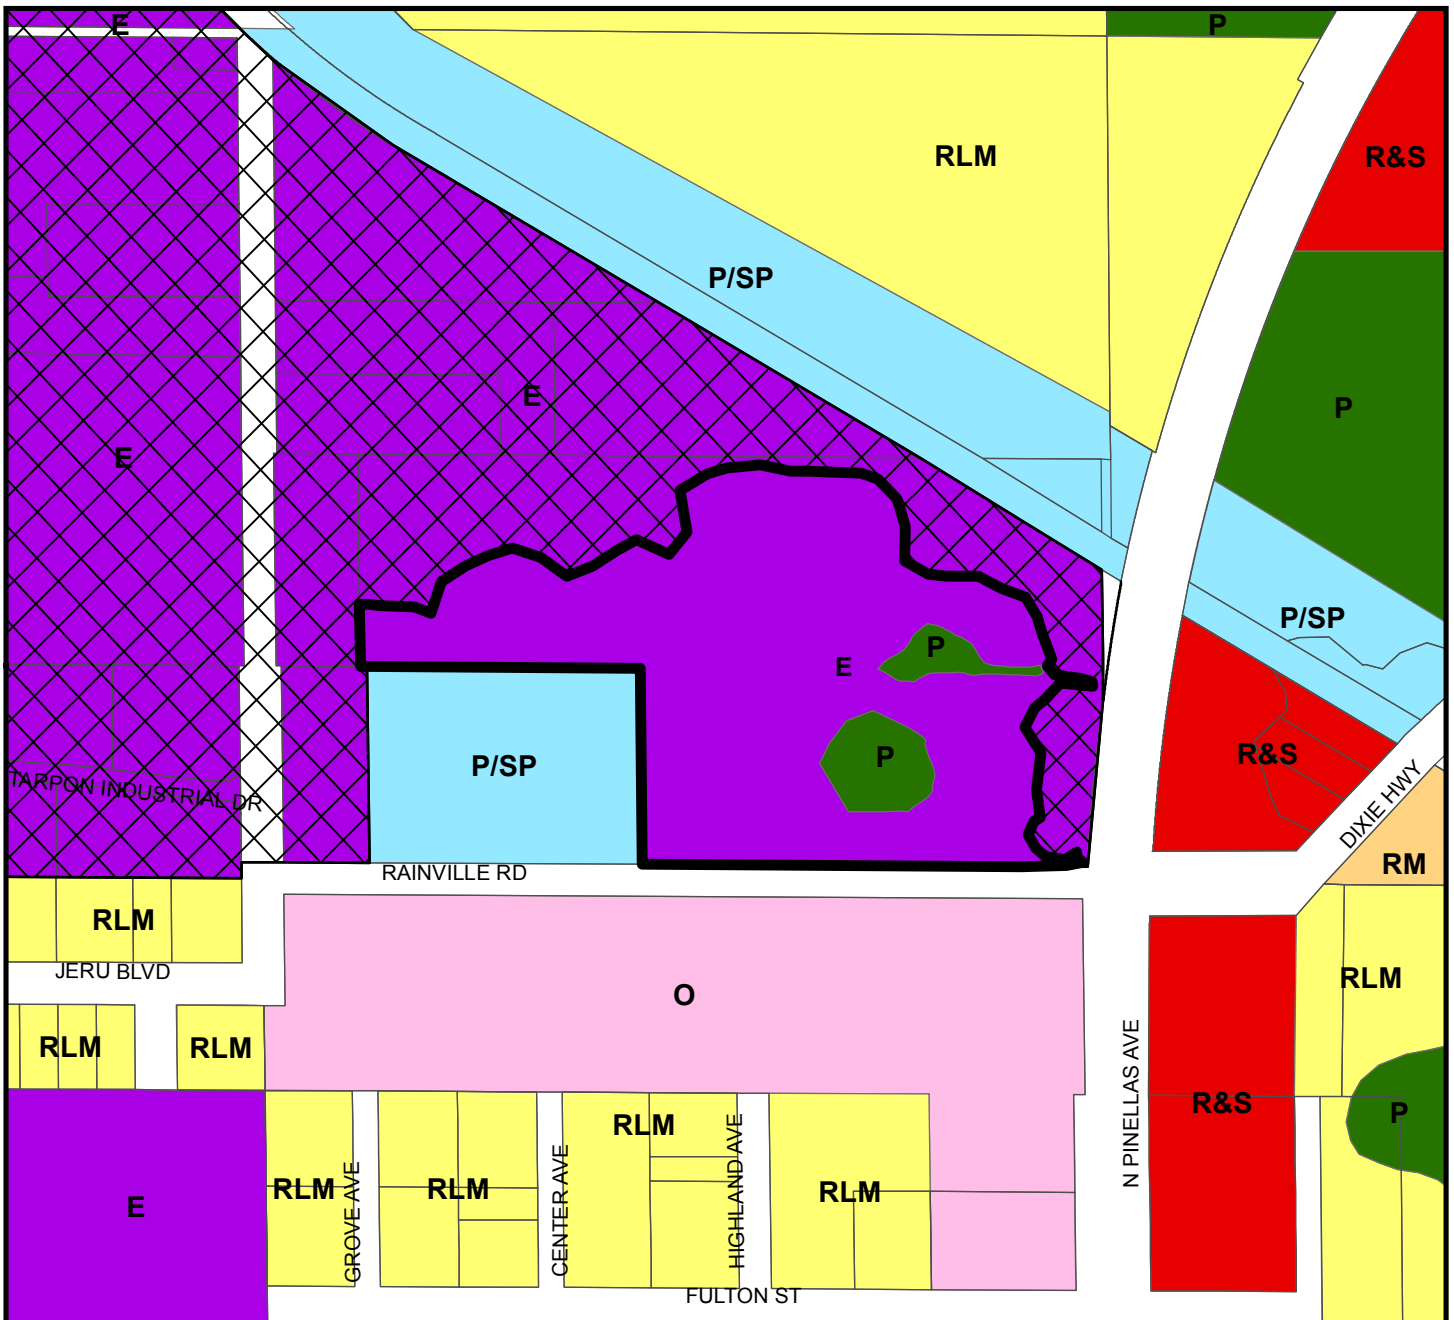 E
P
RLM
R&S
P/SP
E
P
E
P/SP
P
E
P/SP
R&S
P
TARPON INDUSTRIAL DR
DIXIE HWY
RM
RAINVILLE RD
RLM
JERU BLVD
O
RLM
RLM
RLM
N PINELLAS AVE
R&S
P
RLM
HIGHLAND AVE
RLM
GROVE AVE
RLM
CENTER AVE
RLM
E
FULTON ST